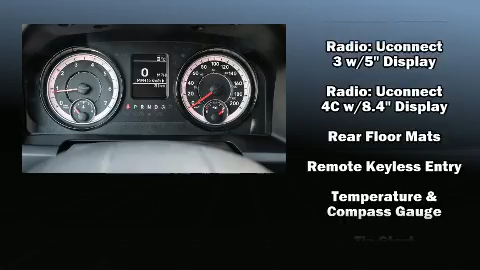 Radio: Uconnect
3 w/5" Display
Radio: Uconnect
4C w/8.4" Display
Rear Floor Mats
Remote Keyless Entry
Temperature &
Compass Gauge
0
P R N D